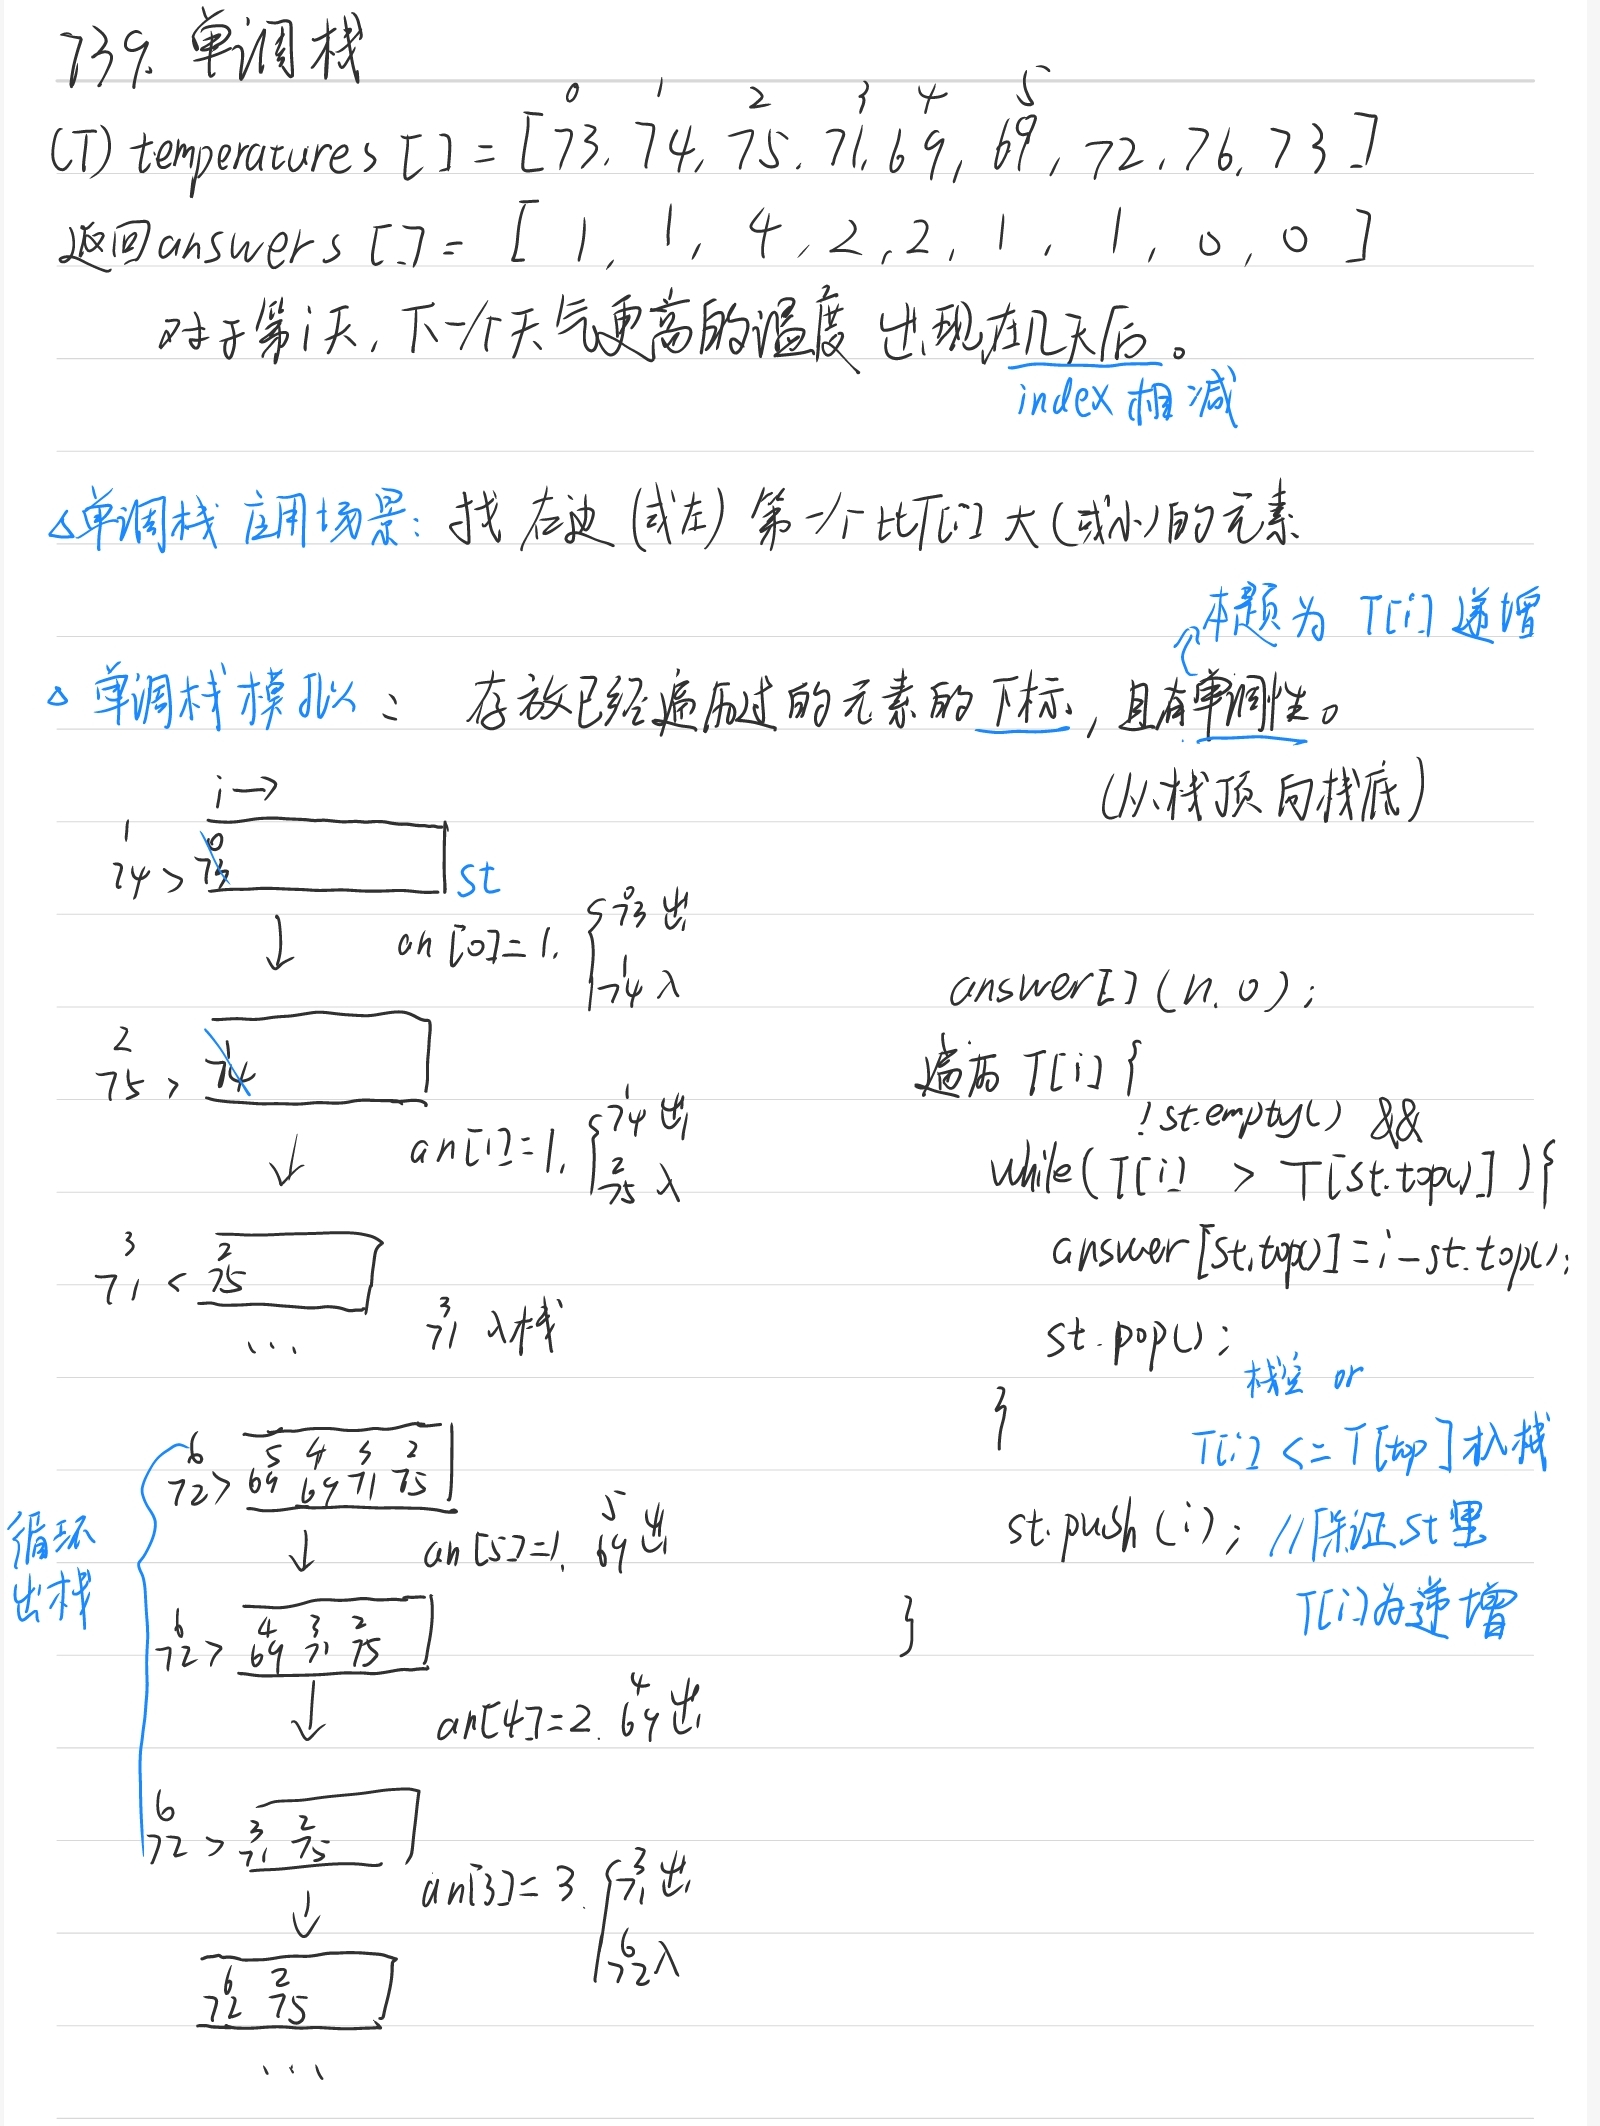 739. 单调栈
0 1 2 3 4 5
(T) temperatures [] = [73, 74, 75, 71, 69, 69, 72, 76, 73]
返回 answers [] = [ 1, 1, 4, 2, 2, 1, 1, 0, 0 ]
对于第i天, 下一个天气更高的温度 出现在几天后。
index 相减
△单调栈 应用场景: 找 右边 (或左) 第一个比T[i] 大(或小)的元素
本题为 T[i] 递增
△ 单调栈模拟: 存放已经遍历过的元素的下标, 且有单调性。
(从栈顶向栈底)
i →
1 0
74 > 73 st
↓ an[0]=1. { 0 73 出
1 74 入
2 1
75 > 74
↓ an[1]=1. { 1 74 出
2 75 入
3 2
71 < 75
... 3 71 入栈
6 5 4 3 2
72 > 69 69 71 75
循环
出栈
↓ an[5]=1. 5 69 出
6 4 3 2
72 > 69 71 75
↓ an[4]=2. 4 69 出
6 3 2
72 > 71 75
↓ an[3]=3. { 3 71 出
6 72 入
6 2
72 75
...
answer[] (n, 0);
遍历 T[i] {
!st.empty() &&
while( T[i] > T[st.top()] ){
answer[st.top()] = i - st.top();
st.pop();
}
栈空 or
T[i] <= T[top] 入栈
st.push(i); //保证st里
T[i]为递增
}